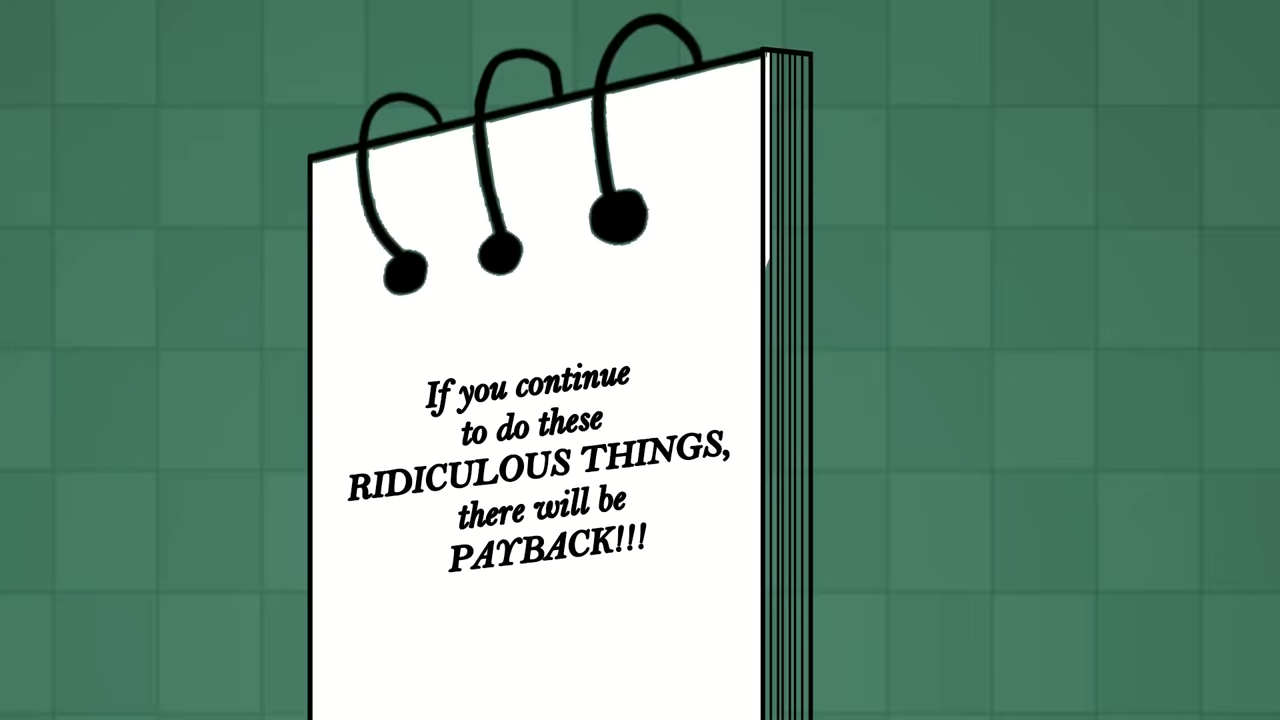 If you continue
to do these
RIDICULOUS THINGS,
there will be
PAYBACK!!!